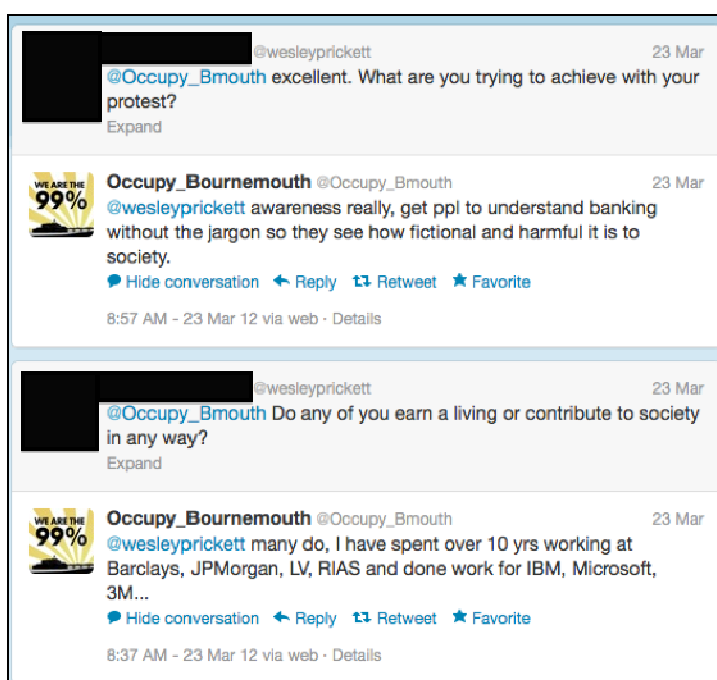 @wesleyprickett 23 Mar
@Occupy_Bmouth excellent. What are you trying to achieve with your
protest?
Expand
WE ARE THE
99%
Occupy_Bournemouth @Occupy_Bmouth 23 Mar
@wesleyprickett awareness really, get ppl to understand banking
without the jargon so they see how fictional and harmful it is to
society.
Hide conversation Reply Retweet Favorite
8:57 AM - 23 Mar 12 via web · Details
@wesleyprickett 23 Mar
@Occupy_Bmouth Do any of you earn a living or contribute to society
in any way?
Expand
WE ARE THE
99%
Occupy_Bournemouth @Occupy_Bmouth 23 Mar
@wesleyprickett many do, I have spent over 10 yrs working at
Barclays, JPMorgan, LV, RIAS and done work for IBM, Microsoft,
3M...
Hide conversation Reply Retweet Favorite
8:37 AM - 23 Mar 12 via web · Details